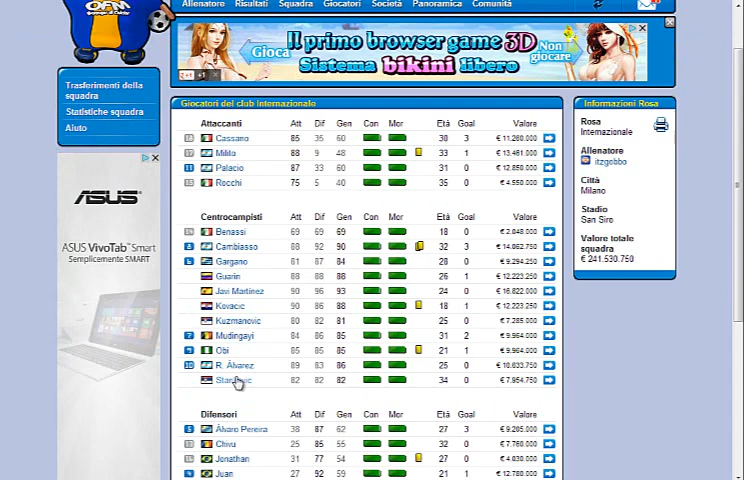 Allenatore Risultati Squadra Giocatori Società Panoramica Comunità
OFM
Trasferimenti della
squadra
Statistiche squadra
Aiuto
Gioca Il primo browser game 3D Non
Sistema bikini libero giocare
+1
ASUS
ASUS VivoTab Smart
Semplicemente SMART
Giocatori del club Internazionale
Attaccanti Att Dif Gen Con Mor Età Goal Valore
Cassano 85 35 60 30 3 € 11.260.000
Milito 88 9 48 33 1 € 13.461.000
11 Palacio 87 33 60 31 0 € 12.850.000
Rocchi 75 5 40 35 0 € 4.550.000
Centrocampisti Att Dif Gen Con Mor Età Goal Valore
Benassi 69 69 69 18 0 € 2.048.000
Cambiasso 88 92 90 32 3 € 14.062.750
Gargano 81 87 84 28 0 € 9.294.250
Guarin 88 88 88 26 1 € 12.223.250
Javi Martínez 90 96 93 24 0 € 16.822.000
Kovacic 90 86 88 18 1 € 12.223.250
Kuzmanovic 80 82 81 25 0 € 7.285.000
7 Mudingayi 84 86 85 31 2 € 9.964.000
Obi 85 85 85 21 1 € 9.964.000
10 R. Álvarez 89 83 86 25 0 € 10.633.750
82 82 82 34 0 € 7.954.750
Difensori Att Dif Gen Con Mor Età Goal Valore
Álvaro Pereira 38 87 62 27 3 € 9.205.000
Chivu 25 85 55 32 0 € 7.760.000
Jonathan 31 77 54 27 0 € 4.030.000
Juan 27 92 59 21 1 € 12.780.000
Informazioni Rosa
Rosa
Internazionale
Allenatore
itzgobbo
Città
Milano
Stadio
San Siro
Valore totale
squadra
€ 241.530.750